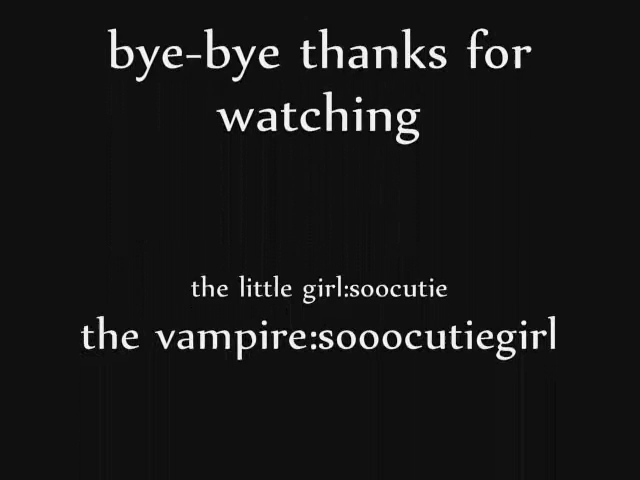 bye-bye thanks for
watching
the little girl:soocutie
the vampire:sooocutiegirl